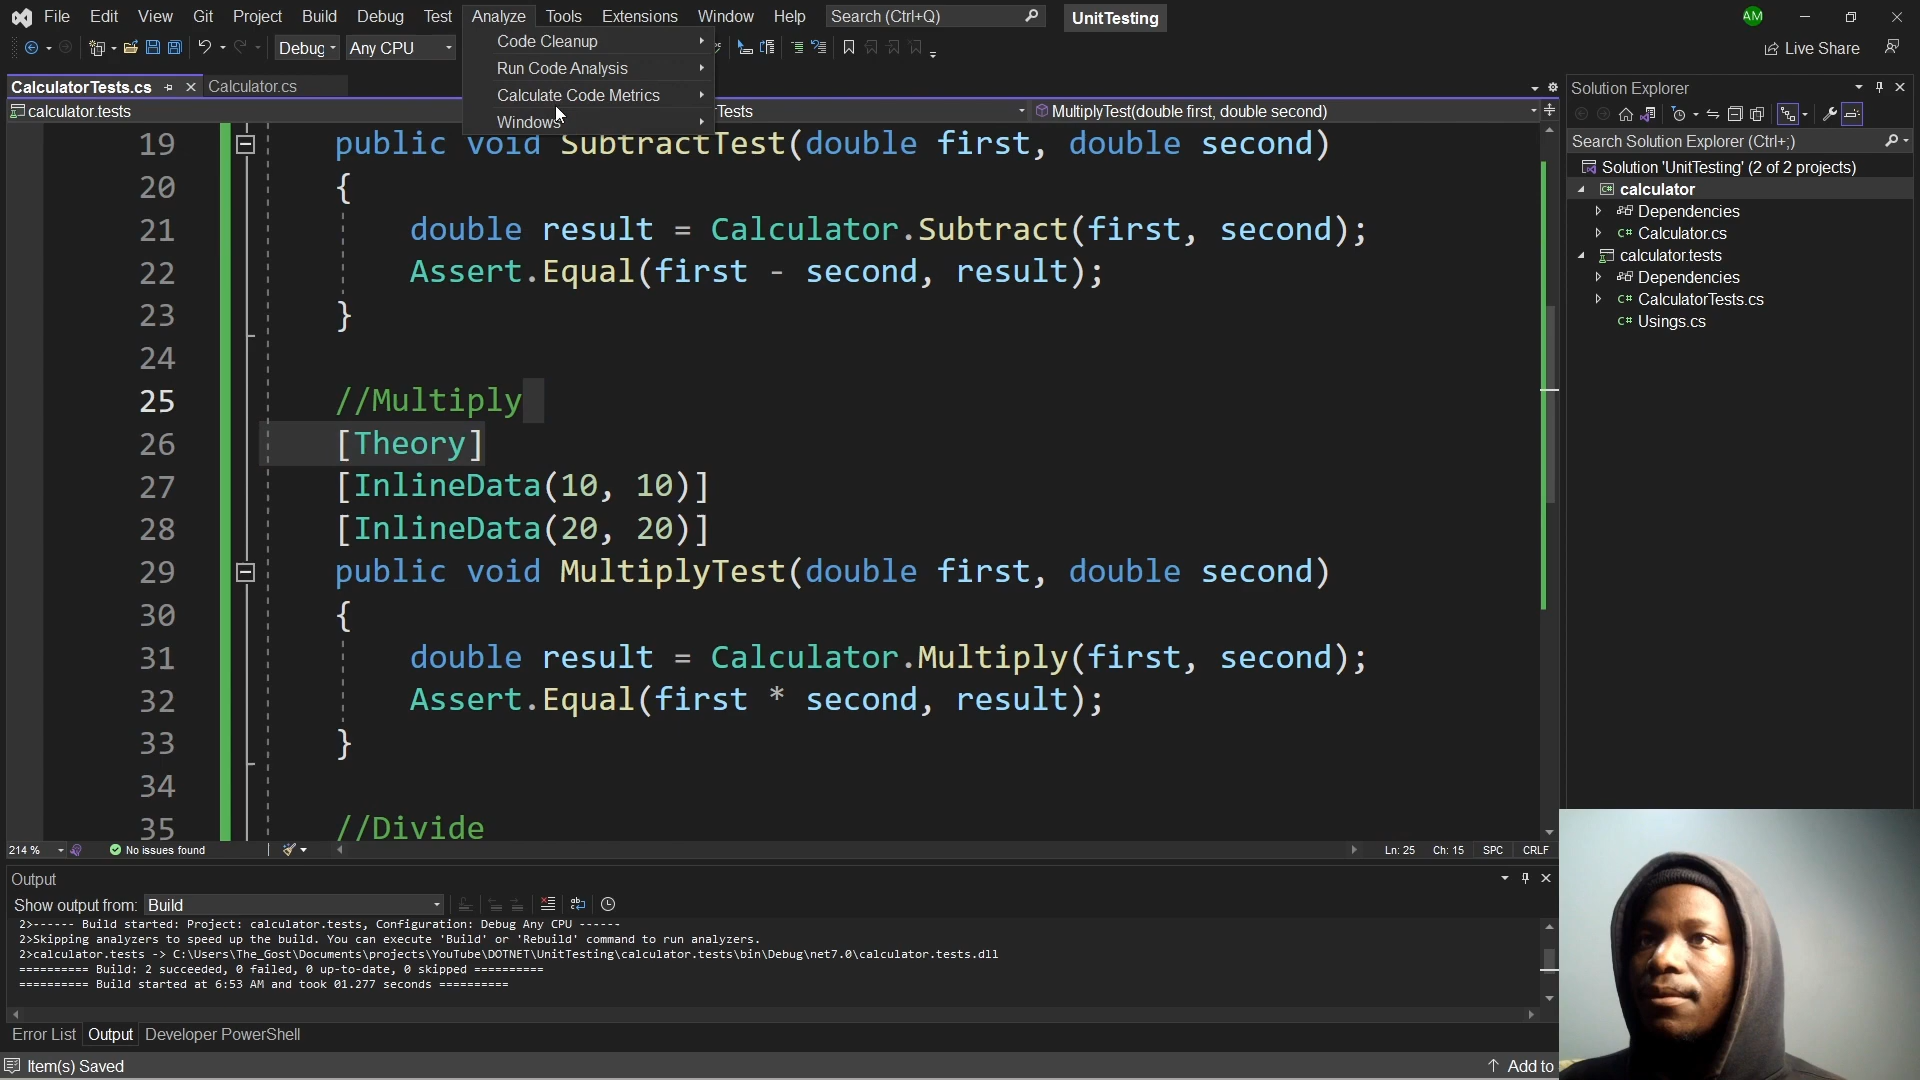 File Edit View Git Project Build Debug Test Analyze Tools Extensions Window Help Search (Ctrl+Q) UnitTesting AM
Debug Any CPU Live Share
Code Cleanup
Run Code Analysis
Calculate Code Metrics
Windows
CalculatorTests.cs Calculator.cs
calculator.tests Tests MultiplyTest(double first, double second)
19 public void SubtractTest(double first, double second)
20 {
21 double result = Calculator.Subtract(first, second);
22 Assert.Equal(first - second, result);
23 }
24
25 //Multiply
26 [Theory]
27 [InlineData(10, 10)]
28 [InlineData(20, 20)]
29 public void MultiplyTest(double first, double second)
30 {
31 double result = Calculator.Multiply(first, second);
32 Assert.Equal(first * second, result);
33 }
34
35 //Divide
214 % No issues found Ln: 25 Ch: 15 SPC CRLF
Solution Explorer
Search Solution Explorer (Ctrl+;)
Solution 'UnitTesting' (2 of 2 projects)
calculator
Dependencies
C# Calculator.cs
calculator.tests
Dependencies
C# CalculatorTests.cs
C# Usings.cs
Output
Show output from: Build
2>------ Build started: Project: calculator.tests, Configuration: Debug Any CPU ------
2>Skipping analyzers to speed up the build. You can execute 'Build' or 'Rebuild' command to run analyzers.
2>calculator.tests -> C:\Users\The_Gost\Documents\projects\YouTube\DOTNET\UnitTesting\calculator.tests\bin\Debug\net7.0\calculator.tests.dll
========== Build: 2 succeeded, 0 failed, 0 up-to-date, 0 skipped ==========
========== Build started at 6:53 AM and took 01.277 seconds ==========
Error List Output Developer PowerShell
Item(s) Saved Add to